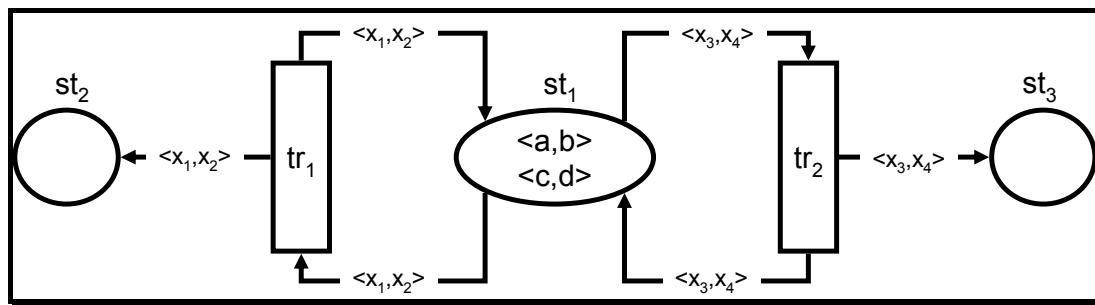 <x₁,x₂> <x₃,x₄>
st₂ st₁ st₃
<a,b>
<x₁,x₂> tr₁ <c,d> tr₂ <x₃,x₄>
<x₁,x₂> <x₃,x₄>